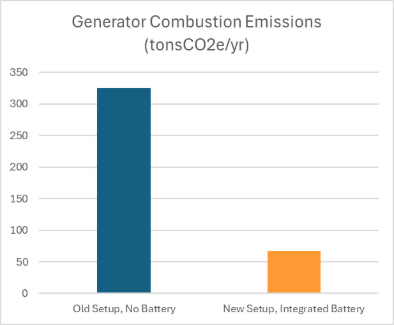 Generator Combustion Emissions
(tonsCO2e/yr)
350
300
250
200
150
100
50
0
Old Setup, No Battery
New Setup, Integrated Battery